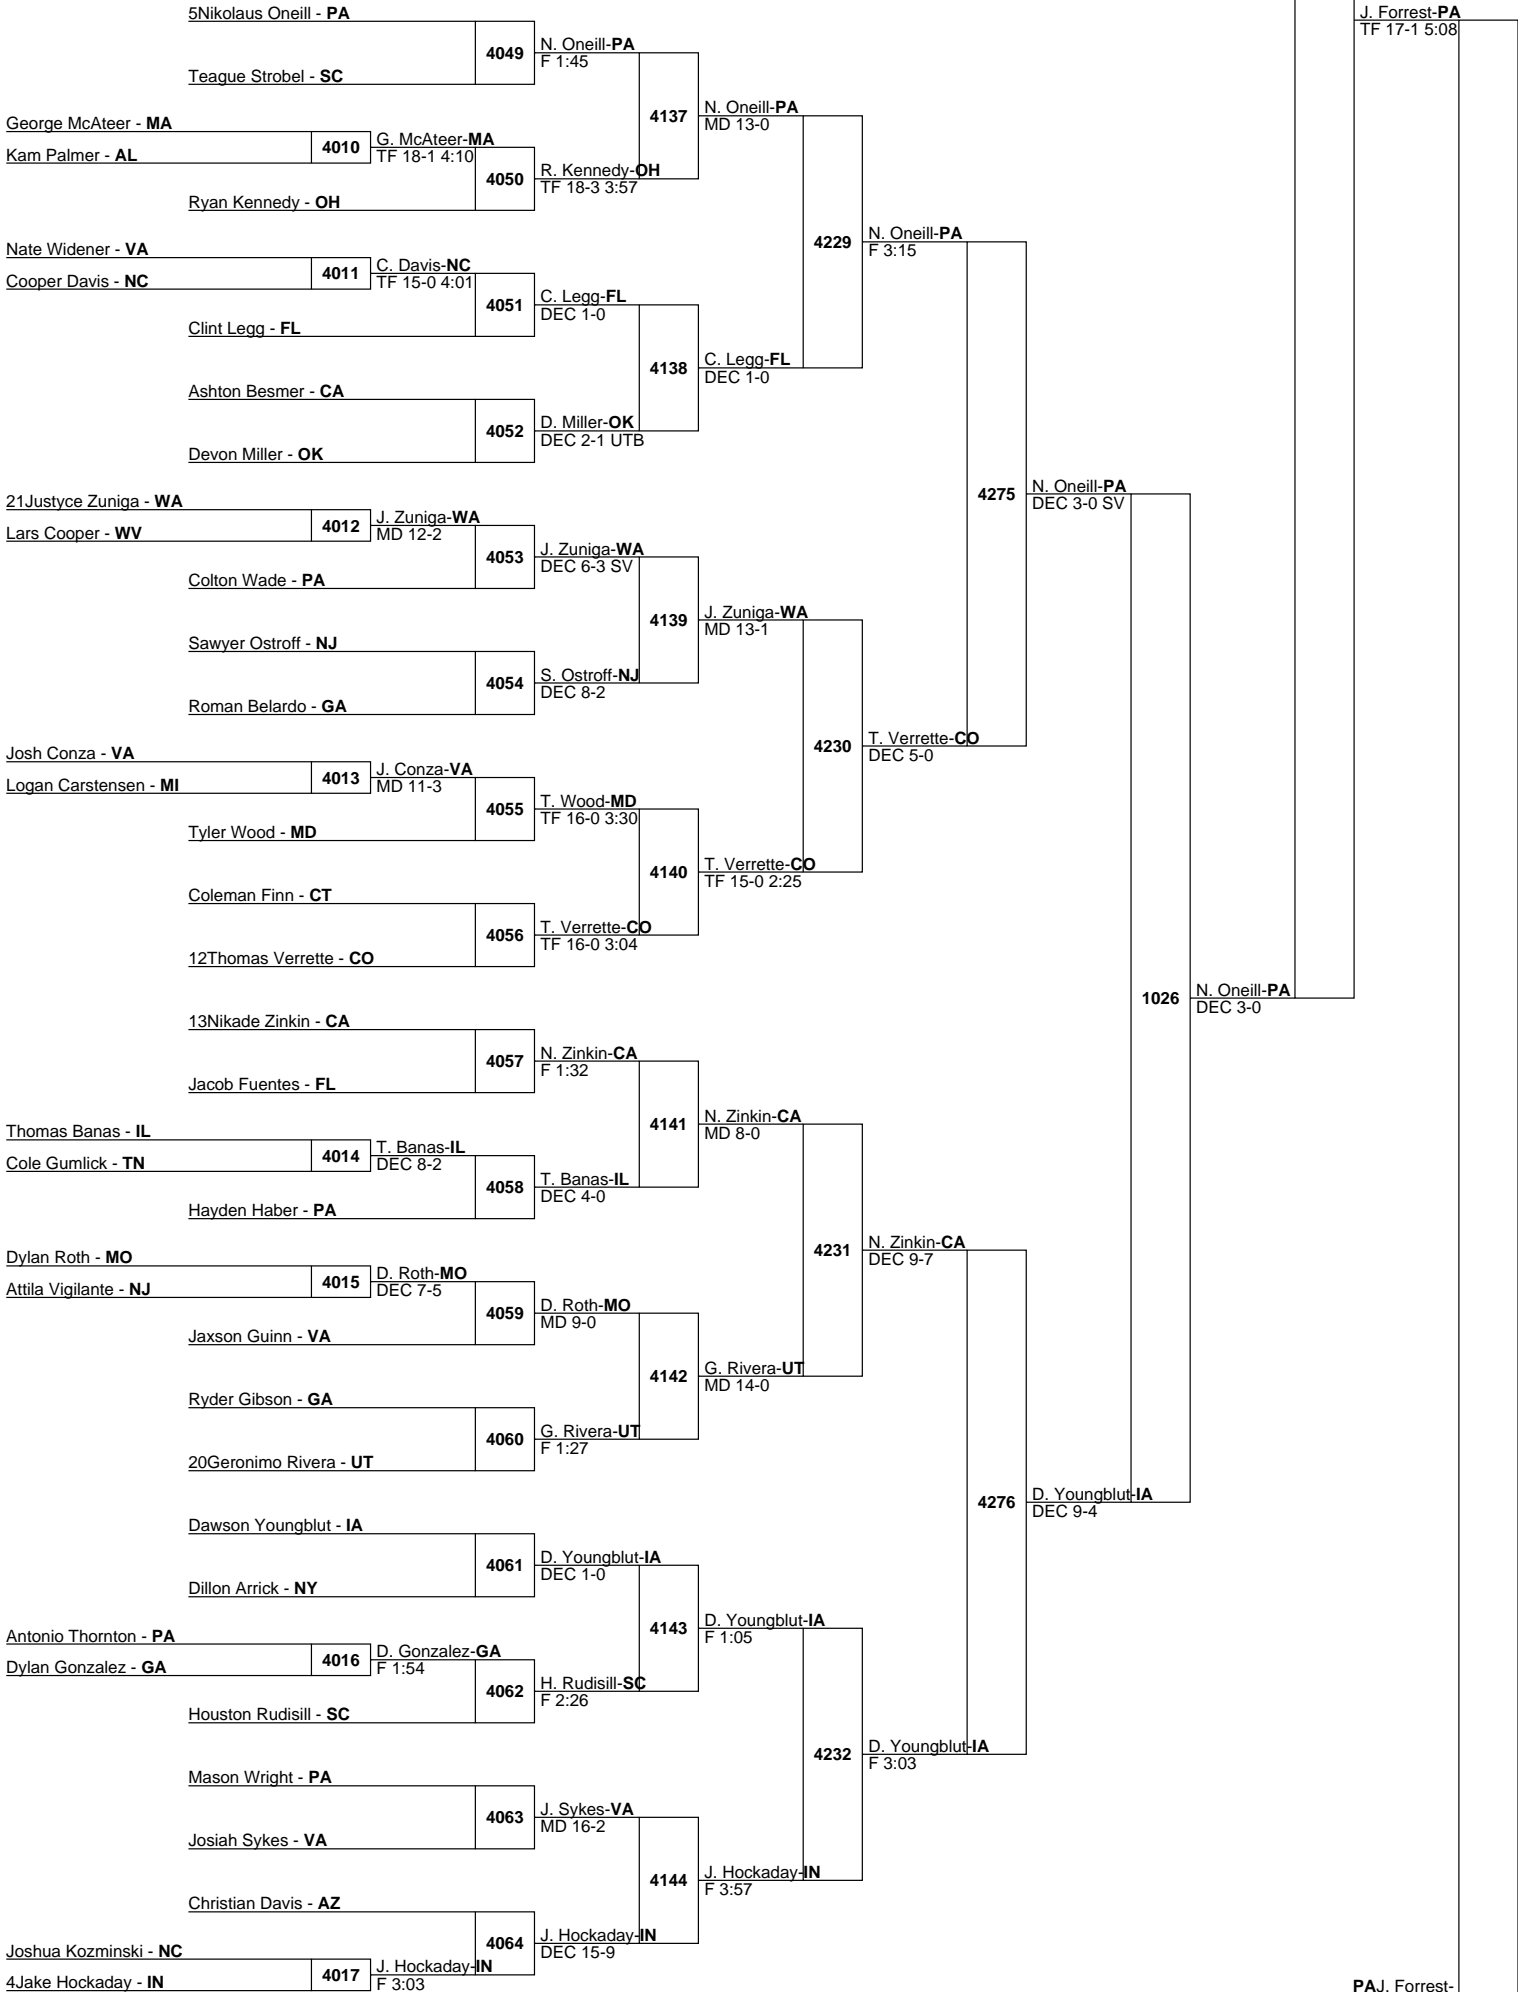 5Nikolaus Oneill - PA
4049
N. Oneill-PA
F 1:45
Teague Strobel - SC
4137
N. Oneill-PA
MD 13-0
George McAteer - MA
4010
G. McAteer-MA
TF 18-1 4:10
Kam Palmer - AL
4050
R. Kennedy-OH
TF 18-3 3:57
Ryan Kennedy - OH
4229
N. Oneill-PA
F 3:15
Nate Widener - VA
4011
C. Davis-NC
TF 15-0 4:01
Cooper Davis - NC
4051
C. Legg-FL
DEC 1-0
Clint Legg - FL
4138
C. Legg-FL
DEC 1-0
Ashton Besmer - CA
4052
D. Miller-OK
DEC 2-1 UTB
Devon Miller - OK
4275
N. Oneill-PA
DEC 3-0 SV
21Justyce Zuniga - WA
4012
J. Zuniga-WA
MD 12-2
Lars Cooper - WV
4053
J. Zuniga-WA
DEC 6-3 SV
Colton Wade - PA
4139
J. Zuniga-WA
MD 13-1
Sawyer Ostroff - NJ
4054
S. Ostroff-NJ
DEC 8-2
Roman Belardo - GA
4230
T. Verrette-CO
DEC 5-0
Josh Conza - VA
4013
J. Conza-VA
MD 11-3
Logan Carstensen - MI
4055
T. Wood-MD
TF 16-0 3:30
Tyler Wood - MD
4140
T. Verrette-CO
TF 15-0 2:25
Coleman Finn - CT
4056
T. Verrette-CO
TF 16-0 3:04
12Thomas Verrette - CO
1026
N. Oneill-PA
DEC 3-0
13Nikade Zinkin - CA
4057
N. Zinkin-CA
F 1:32
Jacob Fuentes - FL
4141
N. Zinkin-CA
MD 8-0
Thomas Banas - IL
4014
T. Banas-IL
DEC 8-2
Cole Gumlick - TN
4058
T. Banas-IL
DEC 4-0
Hayden Haber - PA
4231
N. Zinkin-CA
DEC 9-7
Dylan Roth - MO
4015
D. Roth-MO
DEC 7-5
Attila Vigilante - NJ
4059
D. Roth-MO
MD 9-0
Jaxson Guinn - VA
4142
G. Rivera-UT
MD 14-0
Ryder Gibson - GA
4060
G. Rivera-UT
F 1:27
20Geronimo Rivera - UT
4276
D. Youngblut-IA
DEC 9-4
Dawson Youngblut - IA
4061
D. Youngblut-IA
DEC 1-0
Dillon Arrick - NY
4143
D. Youngblut-IA
F 1:05
Antonio Thornton - PA
4016
D. Gonzalez-GA
F 1:54
Dylan Gonzalez - GA
4062
H. Rudisill-SC
F 2:26
Houston Rudisill - SC
4232
D. Youngblut-IA
F 3:03
Mason Wright - PA
4063
J. Sykes-VA
MD 16-2
Josiah Sykes - VA
4144
J. Hockaday-IN
F 3:57
Christian Davis - AZ
4064
J. Hockaday-IN
DEC 15-9
Joshua Kozminski - NC
4017
J. Hockaday-IN
F 3:03
4Jake Hockaday - IN
J. Forrest-PA
TF 17-1 5:08
PAJ. Forrest-